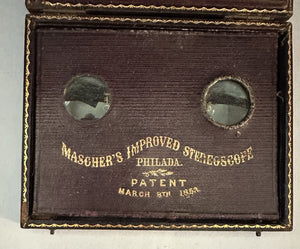 MASCHER'S IMPROVED STEREOSCOPE
PHILADA.
PATENT
MARCH 8TH 1853.